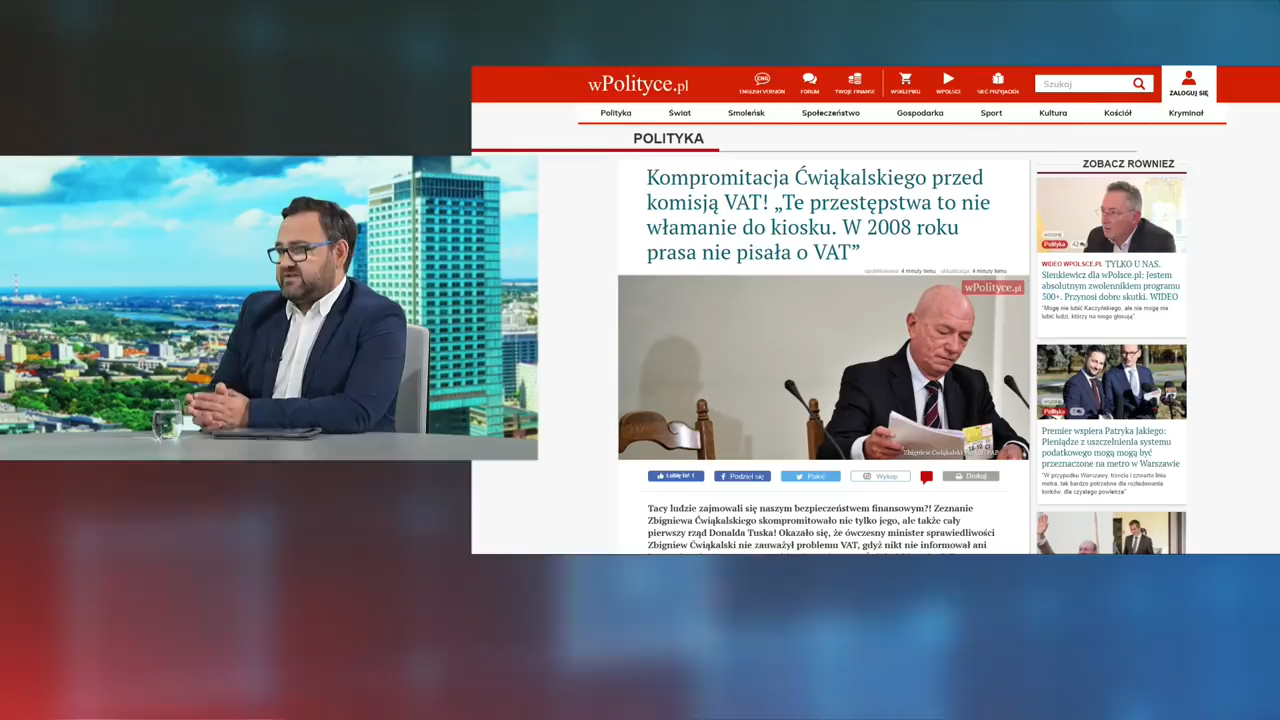 wPolityce.pl
ENGLISH VERSION
FORUM
TWOJE FINANSE
WSKLEPIKU
WPOLSCE
SIEĆ PRZYJACIÓŁ
Szukaj
ZALOGUJ SIĘ
Polityka
Świat
Smoleńsk
Społeczeństwo
Gospodarka
Sport
Kultura
Kościół
Kryminał
POLITYKA
Kompromitacja Ćwiąkalskiego przed
komisją VAT! „Te przestępstwa to nie
włamanie do kiosku. W 2008 roku
prasa nie pisała o VAT”
opublikowano: 4 minuty temu aktualizacja: 4 minuty temu
wPolityce.pl
Zbigniew Ćwiąkalski
Lubię to! 1
Podziel się
Poleć
Wykop
Drukuj
Tacy ludzie zajmowali się naszym bezpieczeństwem finansowym?! Zeznanie
Zbigniewa Ćwiąkalskiego skompromitowało nie tylko jego, ale także cały
pierwszy rząd Donalda Tuska! Okazało się, że ówczesny minister sprawiedliwości
Zbigniew Ćwiąkalski nie zauważył problemu VAT, gdyż nikt nie informował ani
ZOBACZ RÓWNIEŻ
wczoraj
Polityka
42
WIDEO WPOLSCE.PL TYLKO U NAS.
Sienkiewicz dla wPolsce.pl: Jestem
absolutnym zwolennikiem programu
500+. Przynosi dobre skutki. WIDEO
"Mogę nie lubić Kaczyńskiego, ale nie mogę nie
lubić ludzi, którzy na niego głosują"
wczoraj
Polityka
Premier wspiera Patryka Jakiego:
Pieniądze z uszczelnienia systemu
podatkowego mogą mogą być
przeznaczone na metro w Warszawie
"W przypadku Warszawy, trzecia i czwarta linia
metra, tak bardzo potrzebne dla rozładowania
korków, dla czystego powietrza"